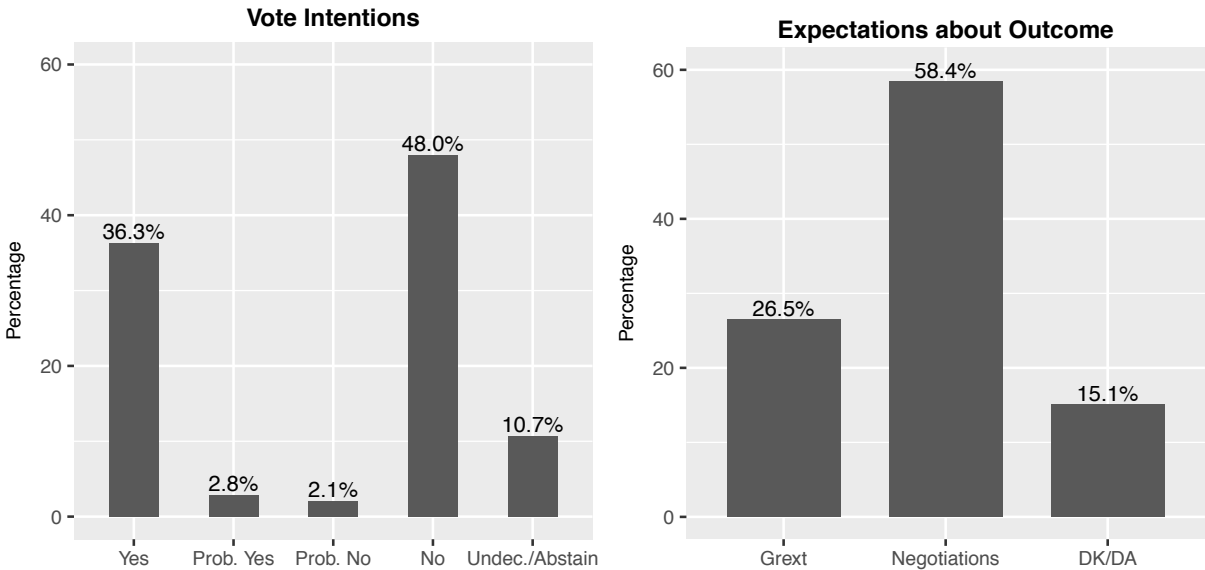 Vote Intentions
Percentage
60
40
20
0
36.3%
2.8%
2.1%
48.0%
10.7%
Yes Prob. Yes Prob. No No Undec./Abstain
Expectations about Outcome
Percentage
60
40
20
0
26.5%
58.4%
15.1%
Grext Negotiations DK/DA